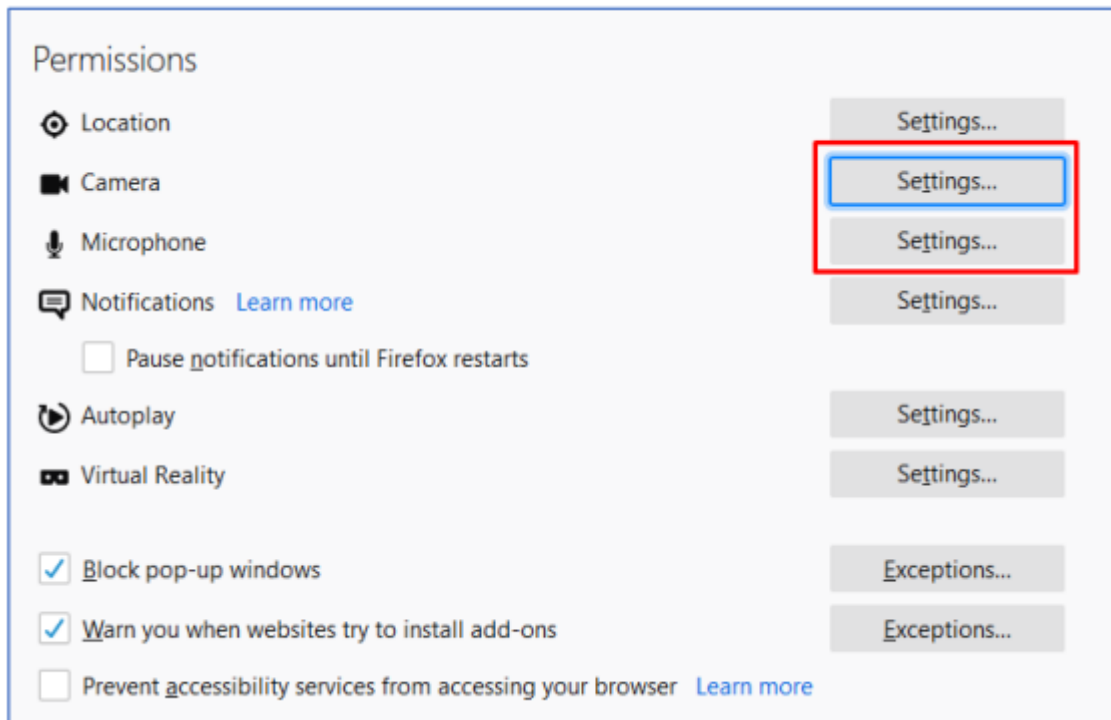 Permissions
Location Settings...
Camera Settings...
Microphone Settings...
Notifications Learn more Settings...
Pause notifications until Firefox restarts
Autoplay Settings...
Virtual Reality Settings...
Block pop-up windows Exceptions...
Warn you when websites try to install add-ons Exceptions...
Prevent accessibility services from accessing your browser Learn more